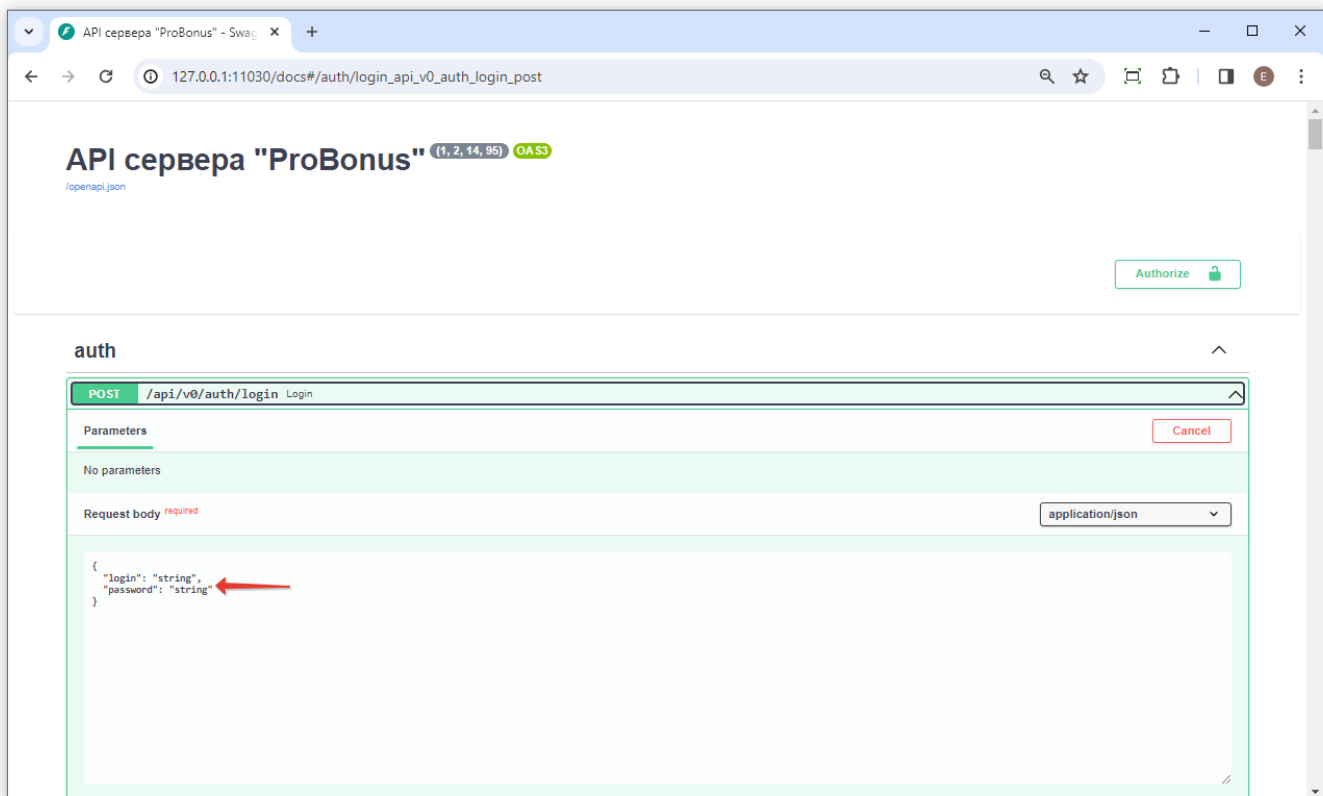 API сервера "ProBonus" - Swag
127.0.0.1:11030/docs#/auth/login_api_v0_auth_login_post
E
API сервера "ProBonus" (1, 2, 14, 95) OAS3
/openapi.json
Authorize
auth
POST /api/v0/auth/login Login
Parameters
Cancel
No parameters
Request body required
application/json
{
"login": "string",
"password": "string"
}